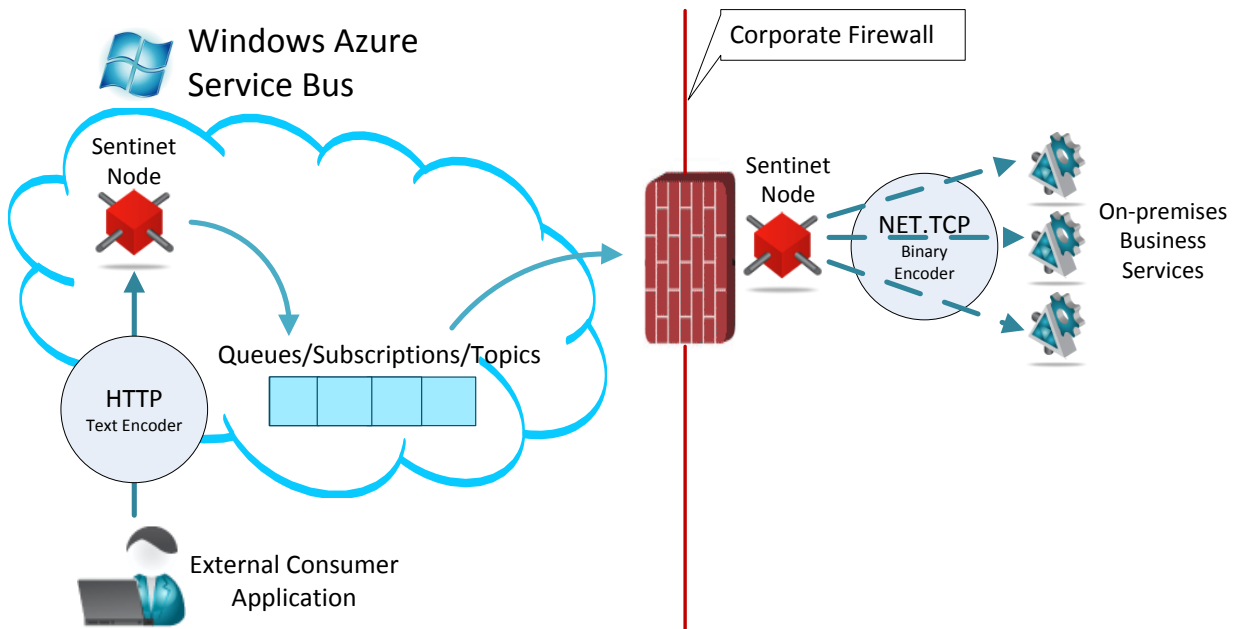 Windows Azure
Service Bus
Corporate Firewall
Sentinet
Node
Sentinet
Node
NET.TCP
Binary
Encoder
On-premises
Business
Services
Queues/Subscriptions/Topics
HTTP
Text Encoder
External Consumer
Application